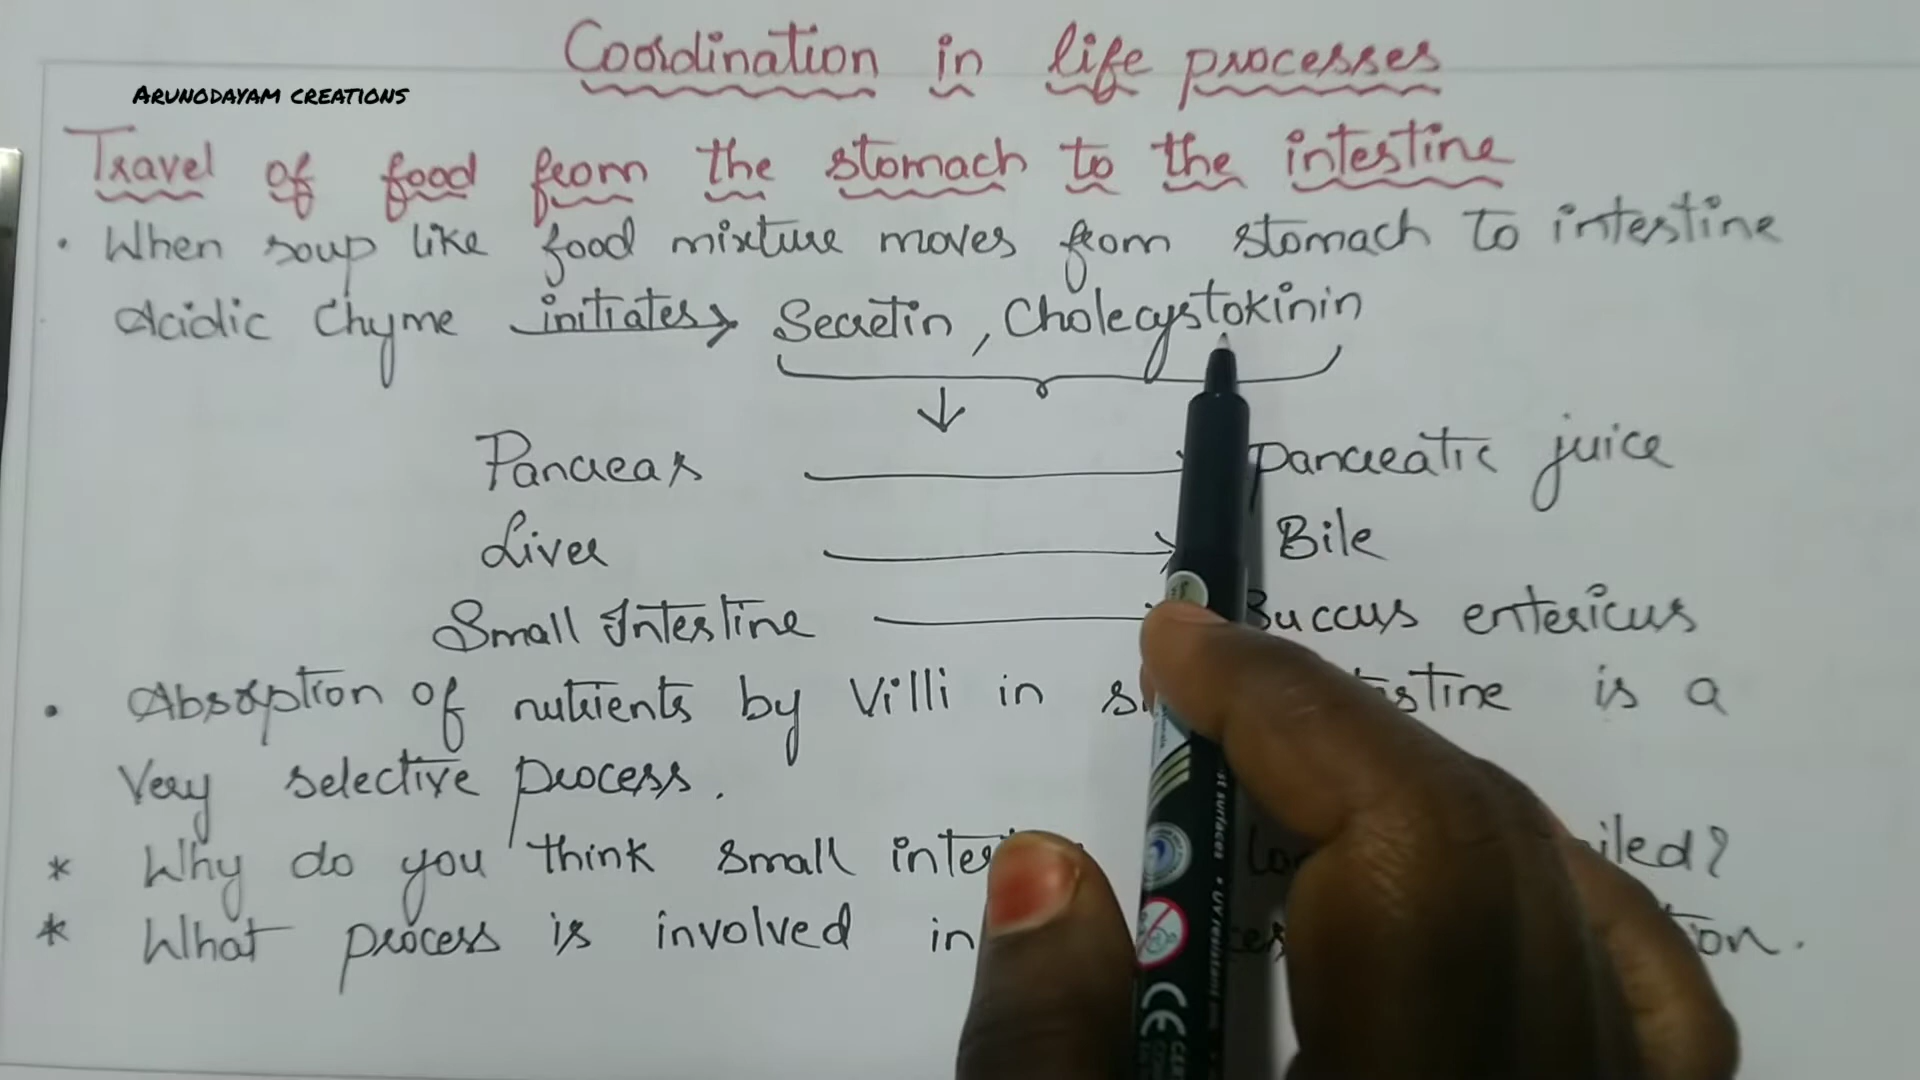 Coordination in life processes
ARUNODAYAM CREATIONS
Travel of food from the stomach to the intestine
• When soup like food mixture moves from stomach to intestine
Acidic Chyme initiates → Secretin, Cholecystokinin
↓
Pancreas → pancreatic juice
Liver → Bile
Small Intestine → Succus entericus
• Absorption of nutrients by Villi in is a
Very selective process.
* Why do you think small
* What process is involved in
CE